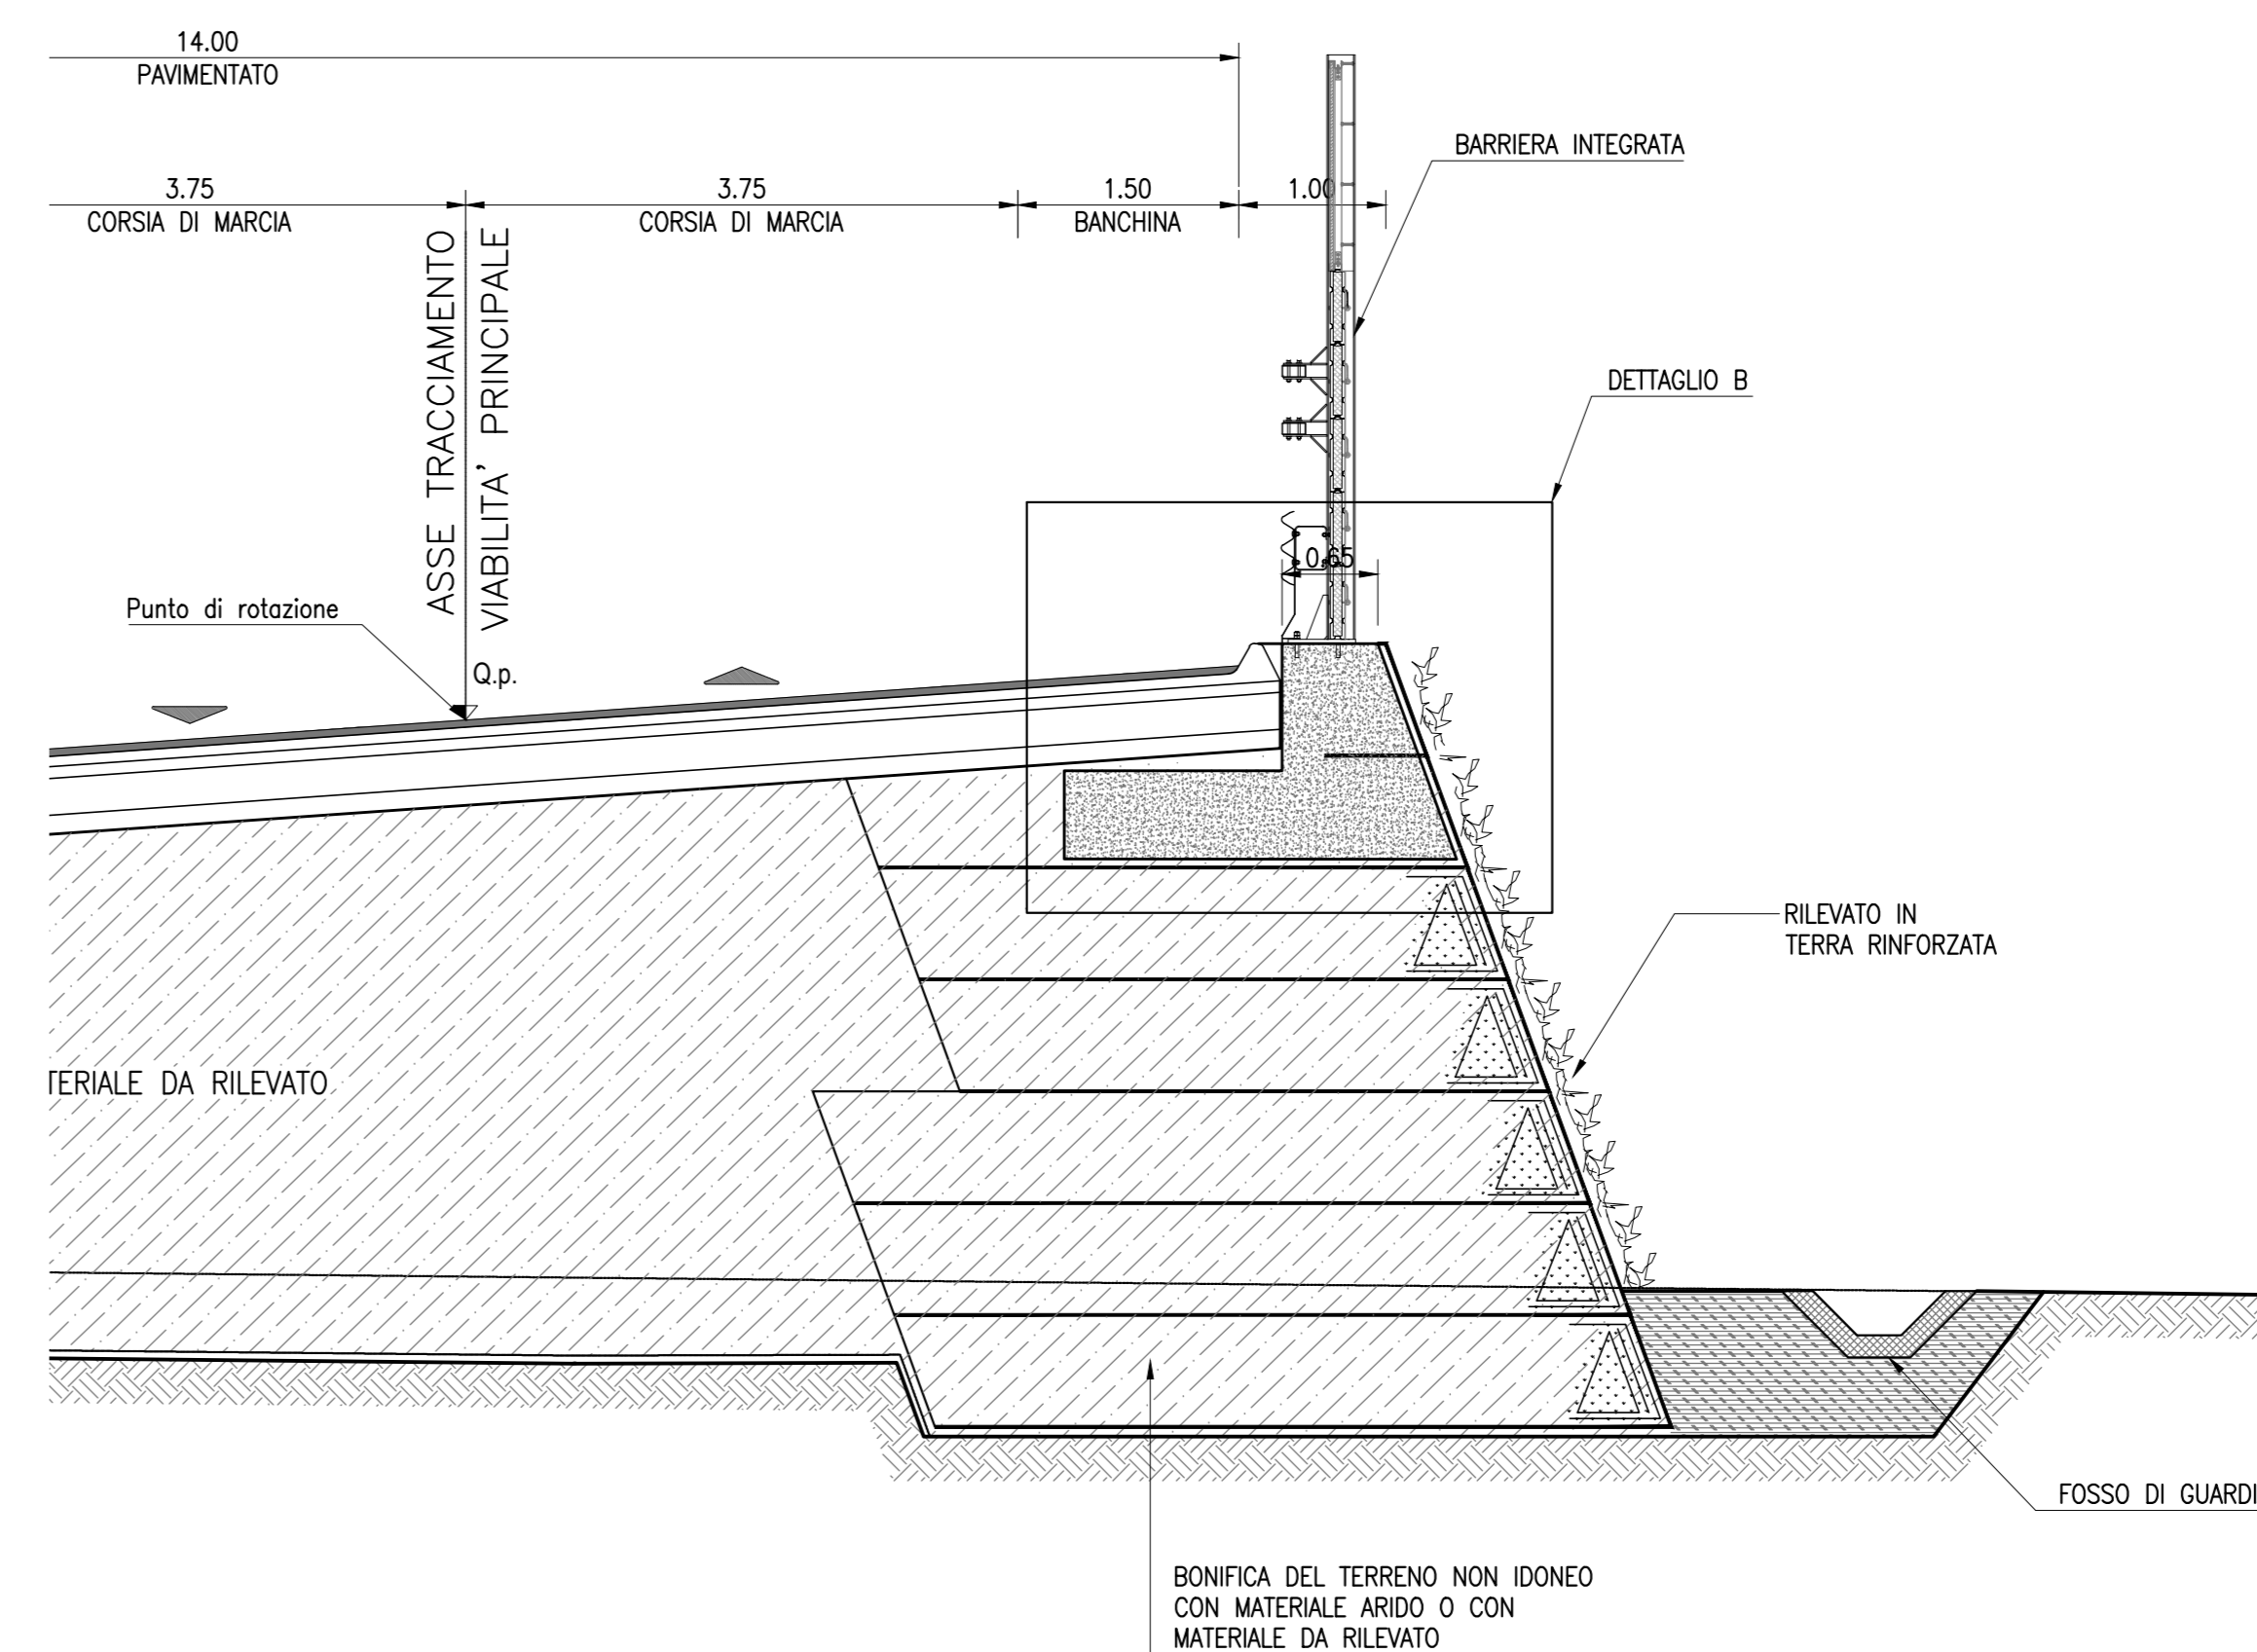 14.00
PAVIMENTATO
BARRIERA INTEGRATA
3.75
CORSIA DI MARCIA
3.75
CORSIA DI MARCIA
1.50
BANCHINA
1.00
ASSE TRACCIAMENTO
VIABILITA' PRINCIPALE
DETTAGLIO B
0.65
Punto di rotazione
Q.p.
RILEVATO IN
TERRA RINFORZATA
TERIALE DA RILEVATO
FOSSO DI GUARDI
BONIFICA DEL TERRENO NON IDONEO
CON MATERIALE ARIDO O CON
MATERIALE DA RILEVATO